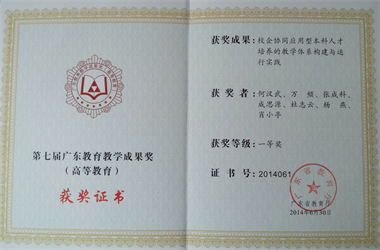 第七届广东教育教学成果奖
(高等教育)
获奖证书
获奖成果:校企协同应用型本科人才
培养的教学体系构建与运
行实践
获奖者:何汉武、万频、张成科、
成思源、杜志云、杨燕、
肖小亭
获奖等级:一等奖
证书号:2014061
广东省教育厅
2014年6月30日